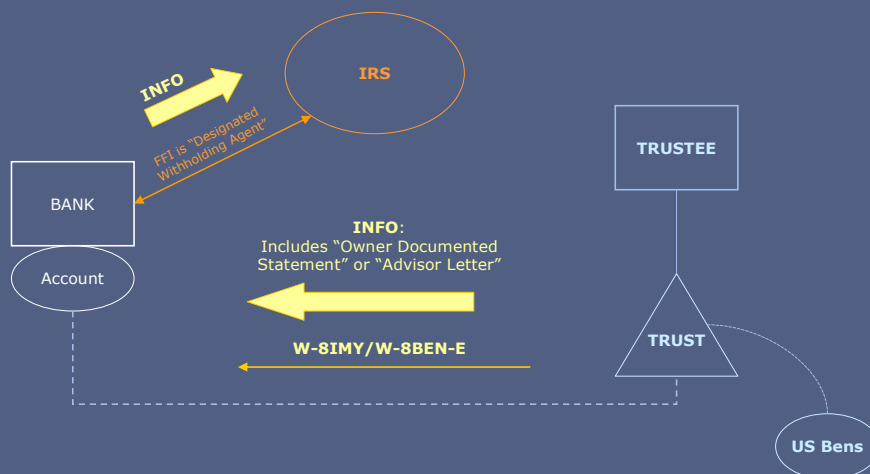 INFO
IRS
FFI is “Designated
Withholding Agent”
TRUSTEE
BANK
INFO:
Includes “Owner Documented
Statement” or “Advisor Letter”
Account
TRUST
W-8IMY/W-8BEN-E
US Bens